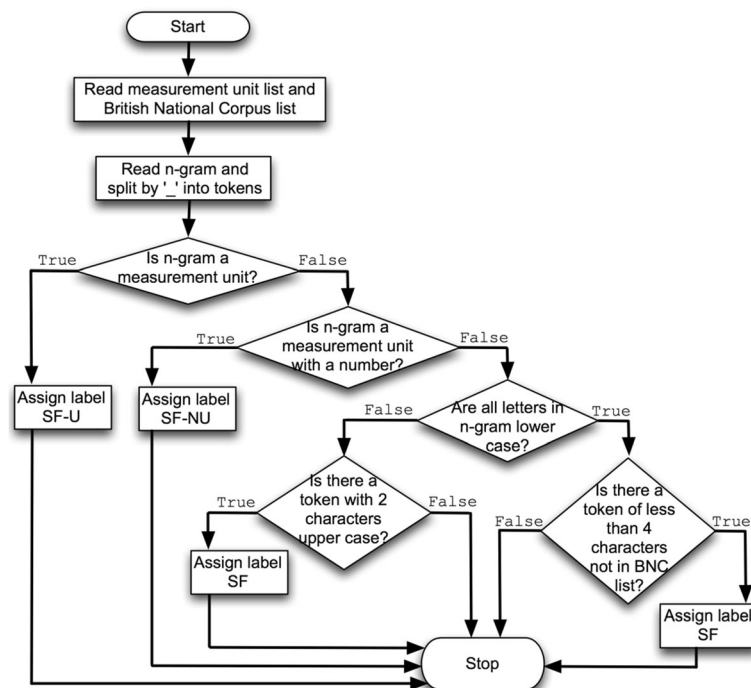 Start
Read measurement unit list and
British National Corpus list
Read n-gram and
split by '_' into tokens
True
Is n-gram a
measurement unit?
False
True
Is n-gram a
measurement unit
with a number?
False
Assign label
SF-U
Assign label
SF-NU
False
Are all letters in
n-gram lower
case?
True
True
Is there a
token with 2
characters
upper case?
False
False
Is there a
token of less
than 4
characters
not in BNC
list?
True
Assign label
SF
Assign label
SF
Stop